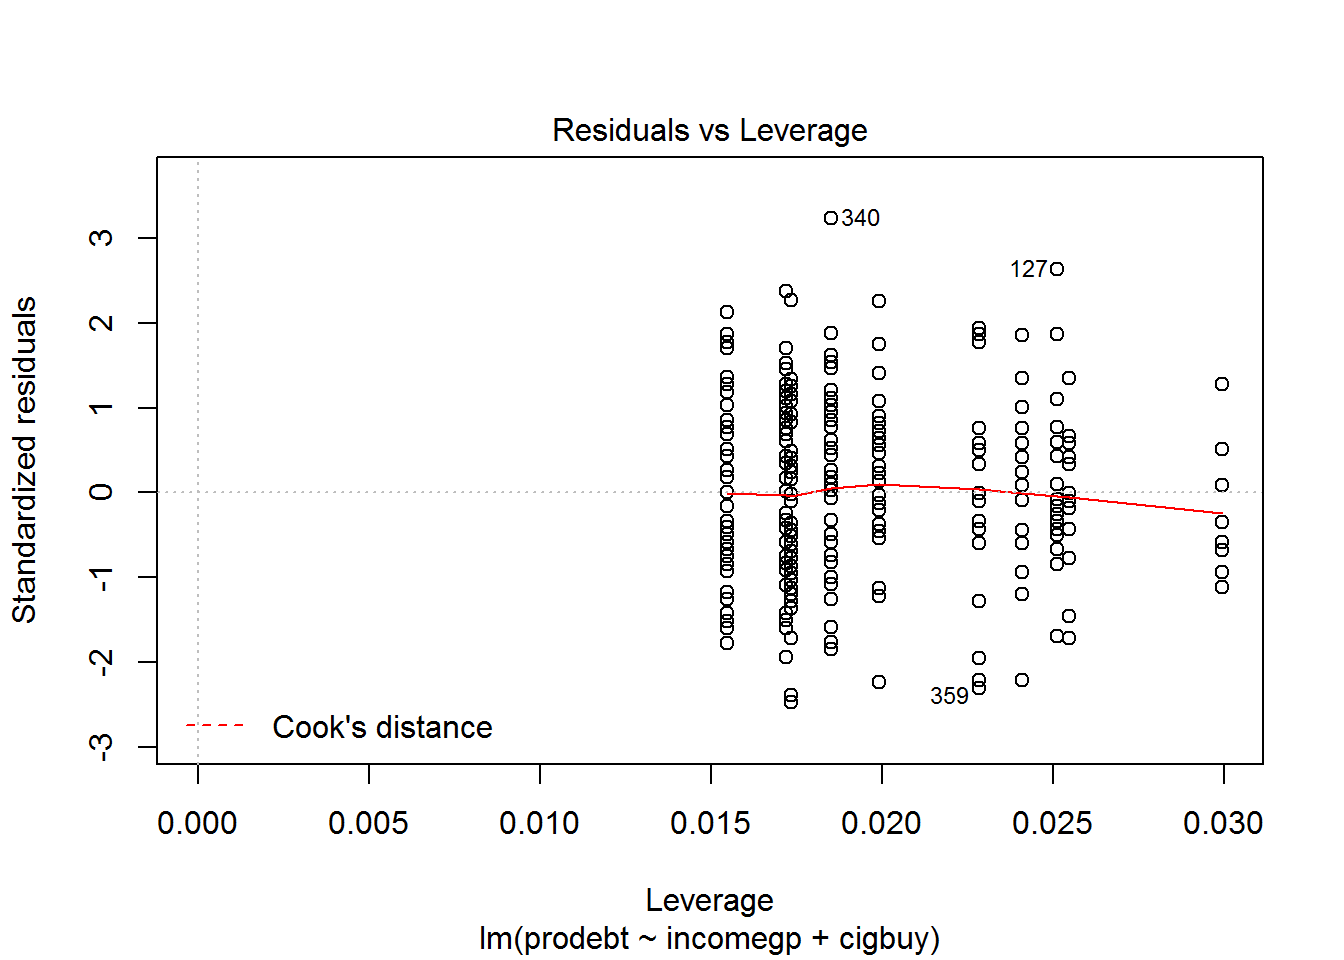 Residuals vs Leverage
Standardized residuals
3
2
1
0
-1
-2
-3
340
127
359
Cook's distance
0.000 0.005 0.010 0.015 0.020 0.025 0.030
Leverage
lm(prodebt ~ incomegp + cigbuy)